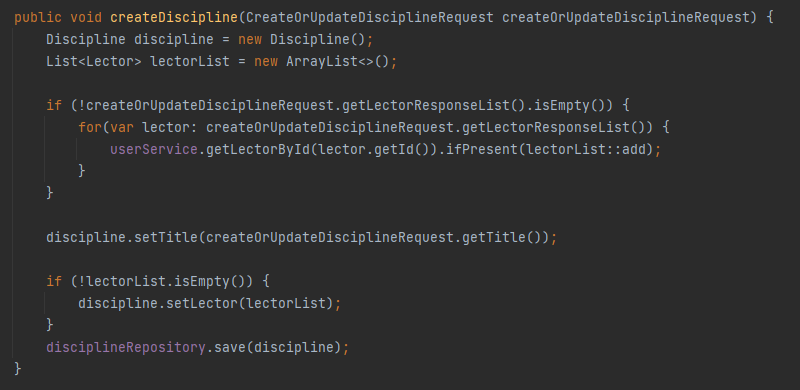 public void createDiscipline(CreateOrUpdateDisciplineRequest createOrUpdateDisciplineRequest) {
    Discipline discipline = new Discipline();
    List<Lector> lectorList = new ArrayList<>();

    if (!createOrUpdateDisciplineRequest.getLectorResponseList().isEmpty()) {
        for(var lector: createOrUpdateDisciplineRequest.getLectorResponseList()) {
            userService.getLectorById(lector.getId()).ifPresent(lectorList::add);
        }
    }

    discipline.setTitle(createOrUpdateDisciplineRequest.getTitle());

    if (!lectorList.isEmpty()) {
        discipline.setLector(lectorList);
    }
    disciplineRepository.save(discipline);
}